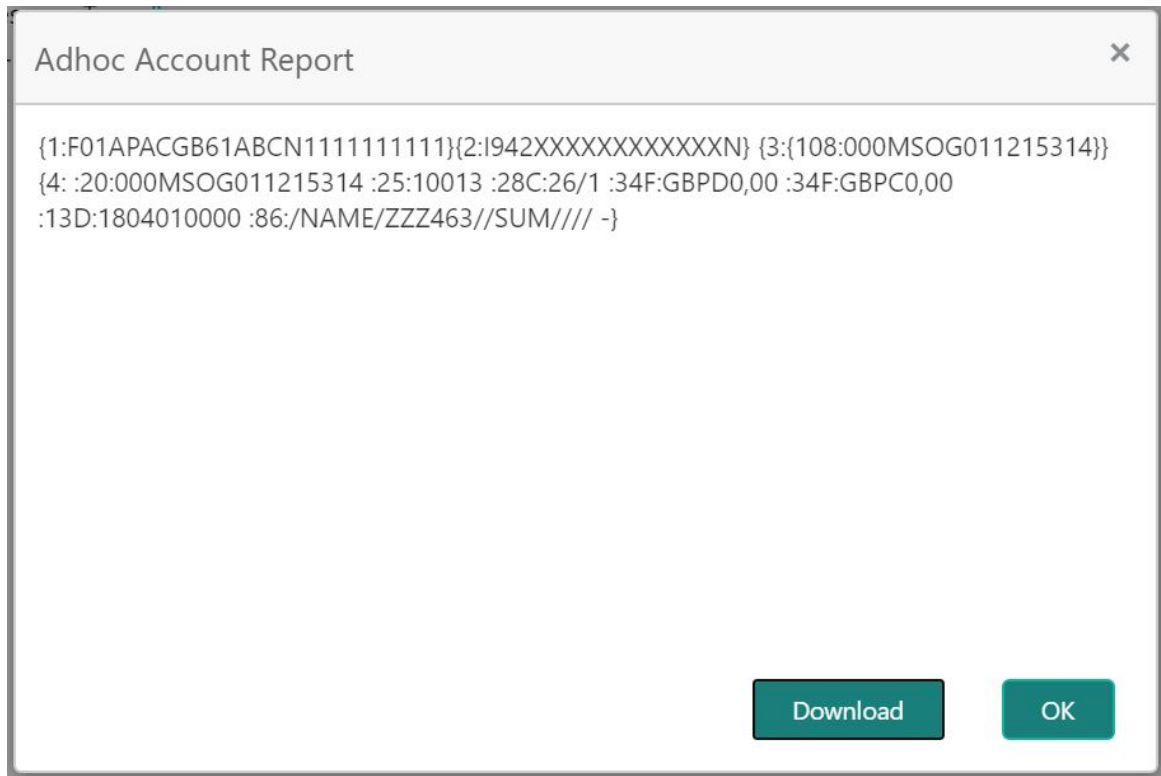 Adhoc Account Report
×
{1:F01APACGB61ABCN1111111111}{2:I942XXXXXXXXXXXXN} {3:{108:000MSOG011215314}}
{4: :20:000MSOG011215314 :25:10013 :28C:26/1 :34F:GBPD0,00 :34F:GBPC0,00
:13D:1804010000 :86:/NAME/ZZZ463//SUM//// -}
Download OK